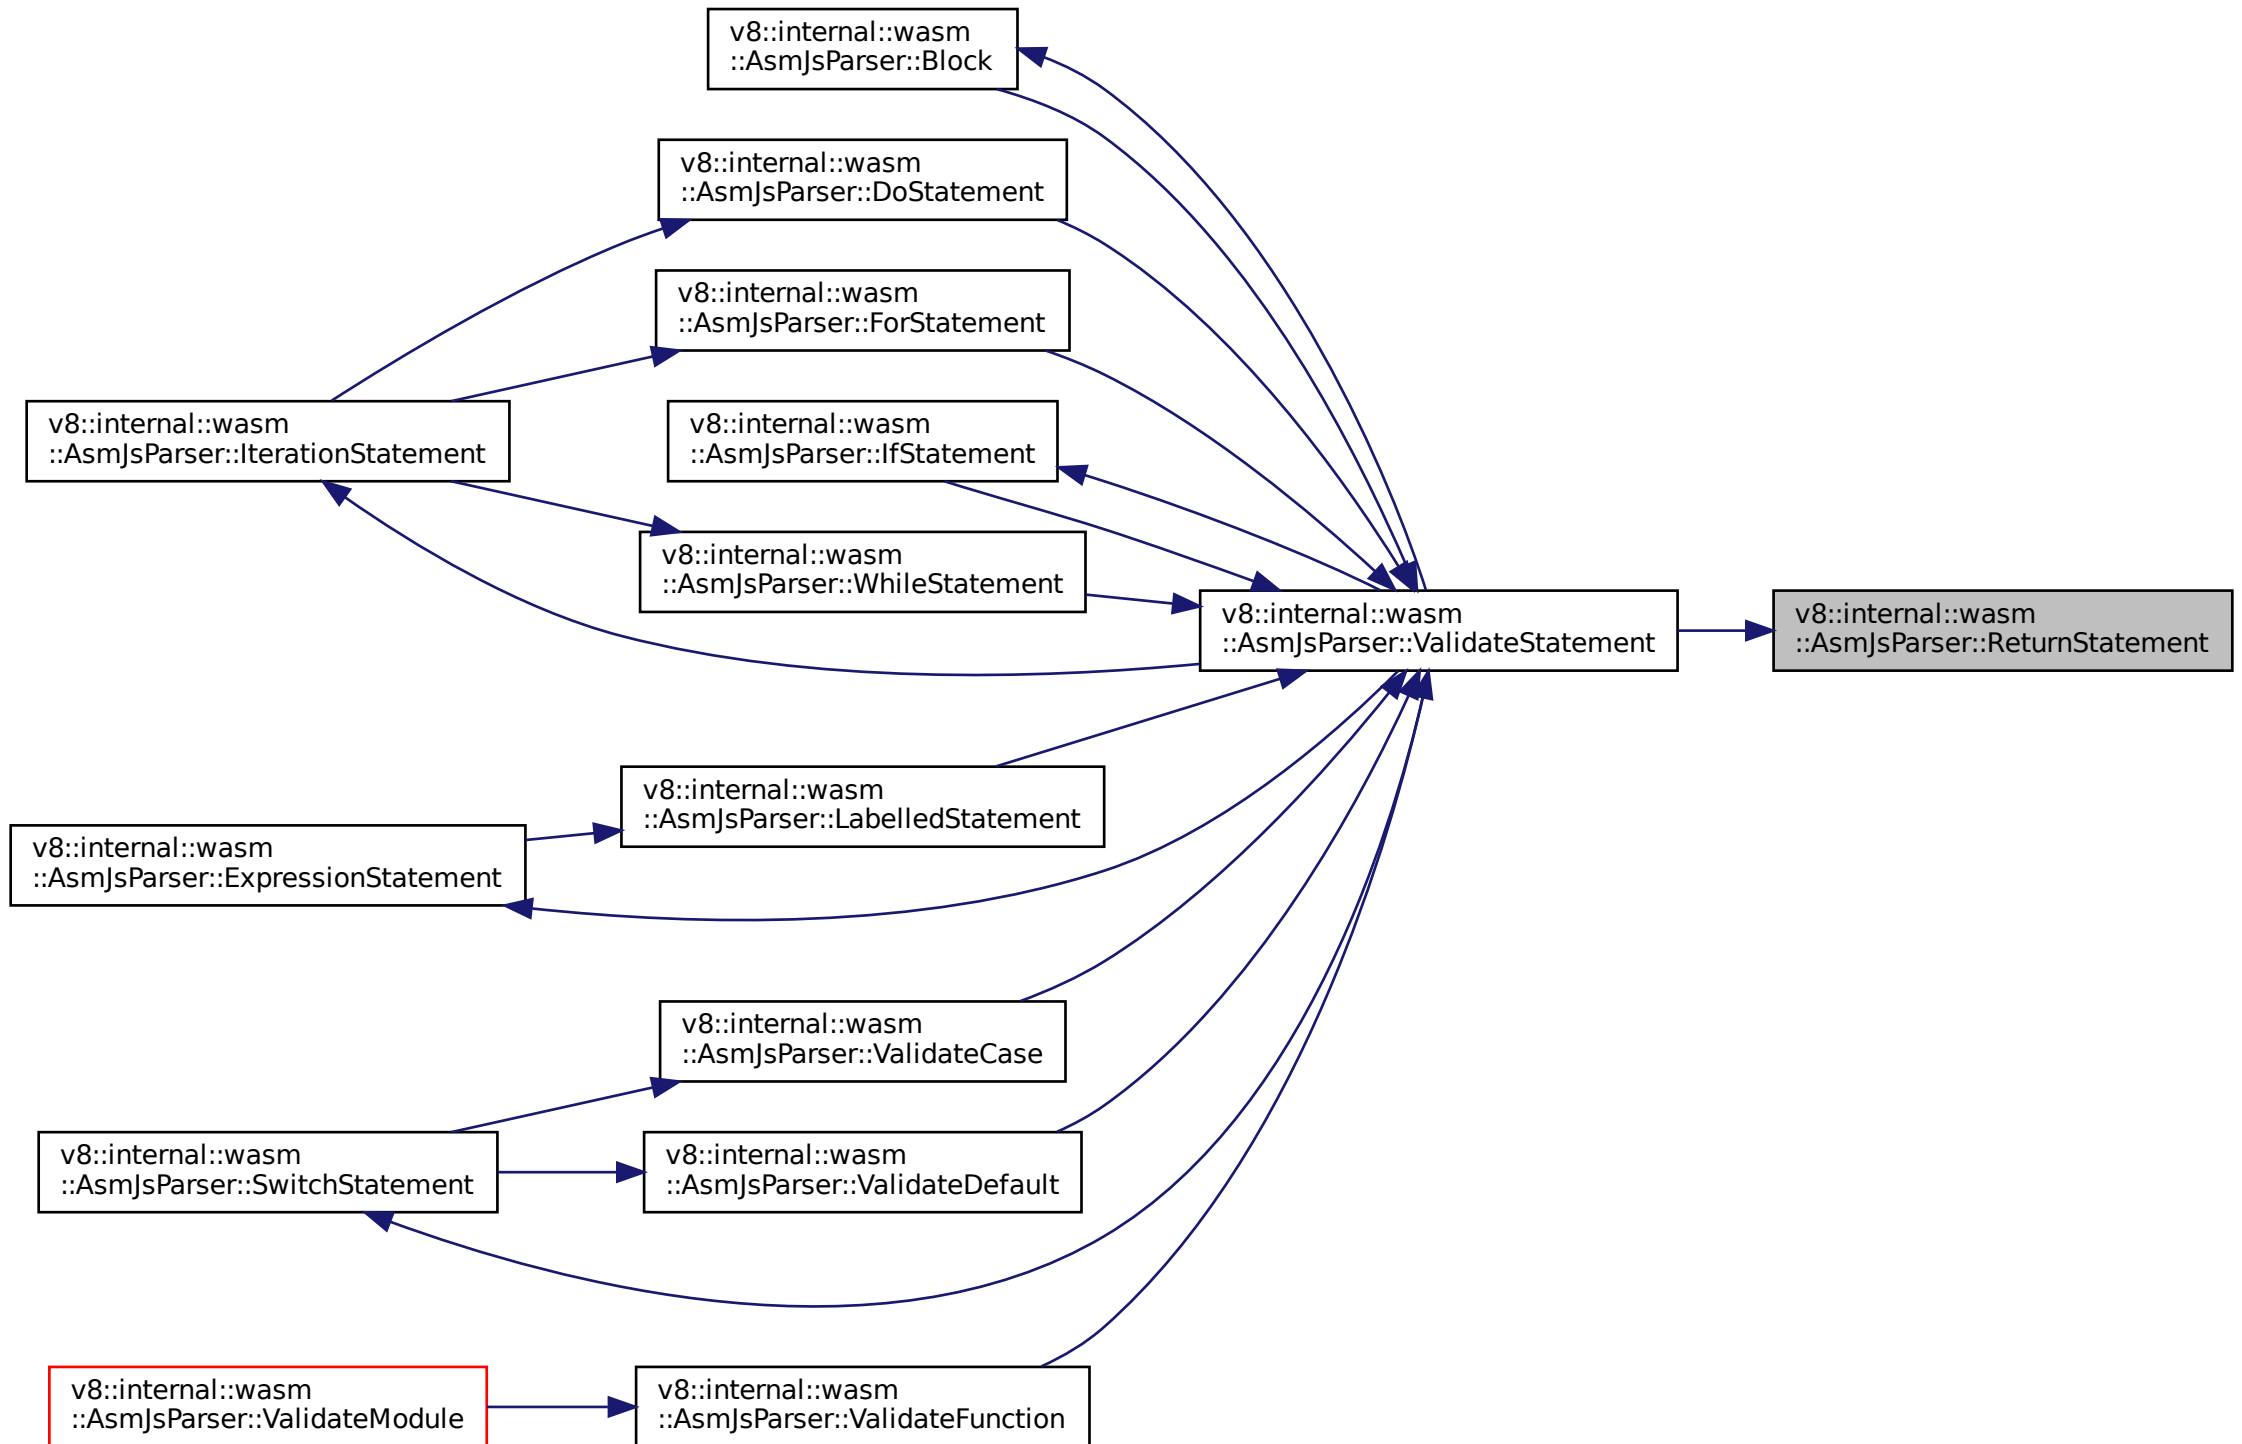 v8::internal::wasm
::AsmJsParser::Block
v8::internal::wasm
::AsmJsParser::DoStatement
v8::internal::wasm
::AsmJsParser::ForStatement
v8::internal::wasm
::AsmJsParser::IterationStatement
v8::internal::wasm
::AsmJsParser::IfStatement
v8::internal::wasm
::AsmJsParser::WhileStatement
v8::internal::wasm
::AsmJsParser::ValidateStatement
v8::internal::wasm
::AsmJsParser::ReturnStatement
v8::internal::wasm
::AsmJsParser::LabelledStatement
v8::internal::wasm
::AsmJsParser::ExpressionStatement
v8::internal::wasm
::AsmJsParser::ValidateCase
v8::internal::wasm
::AsmJsParser::SwitchStatement
v8::internal::wasm
::AsmJsParser::ValidateDefault
v8::internal::wasm
::AsmJsParser::ValidateModule
v8::internal::wasm
::AsmJsParser::ValidateFunction